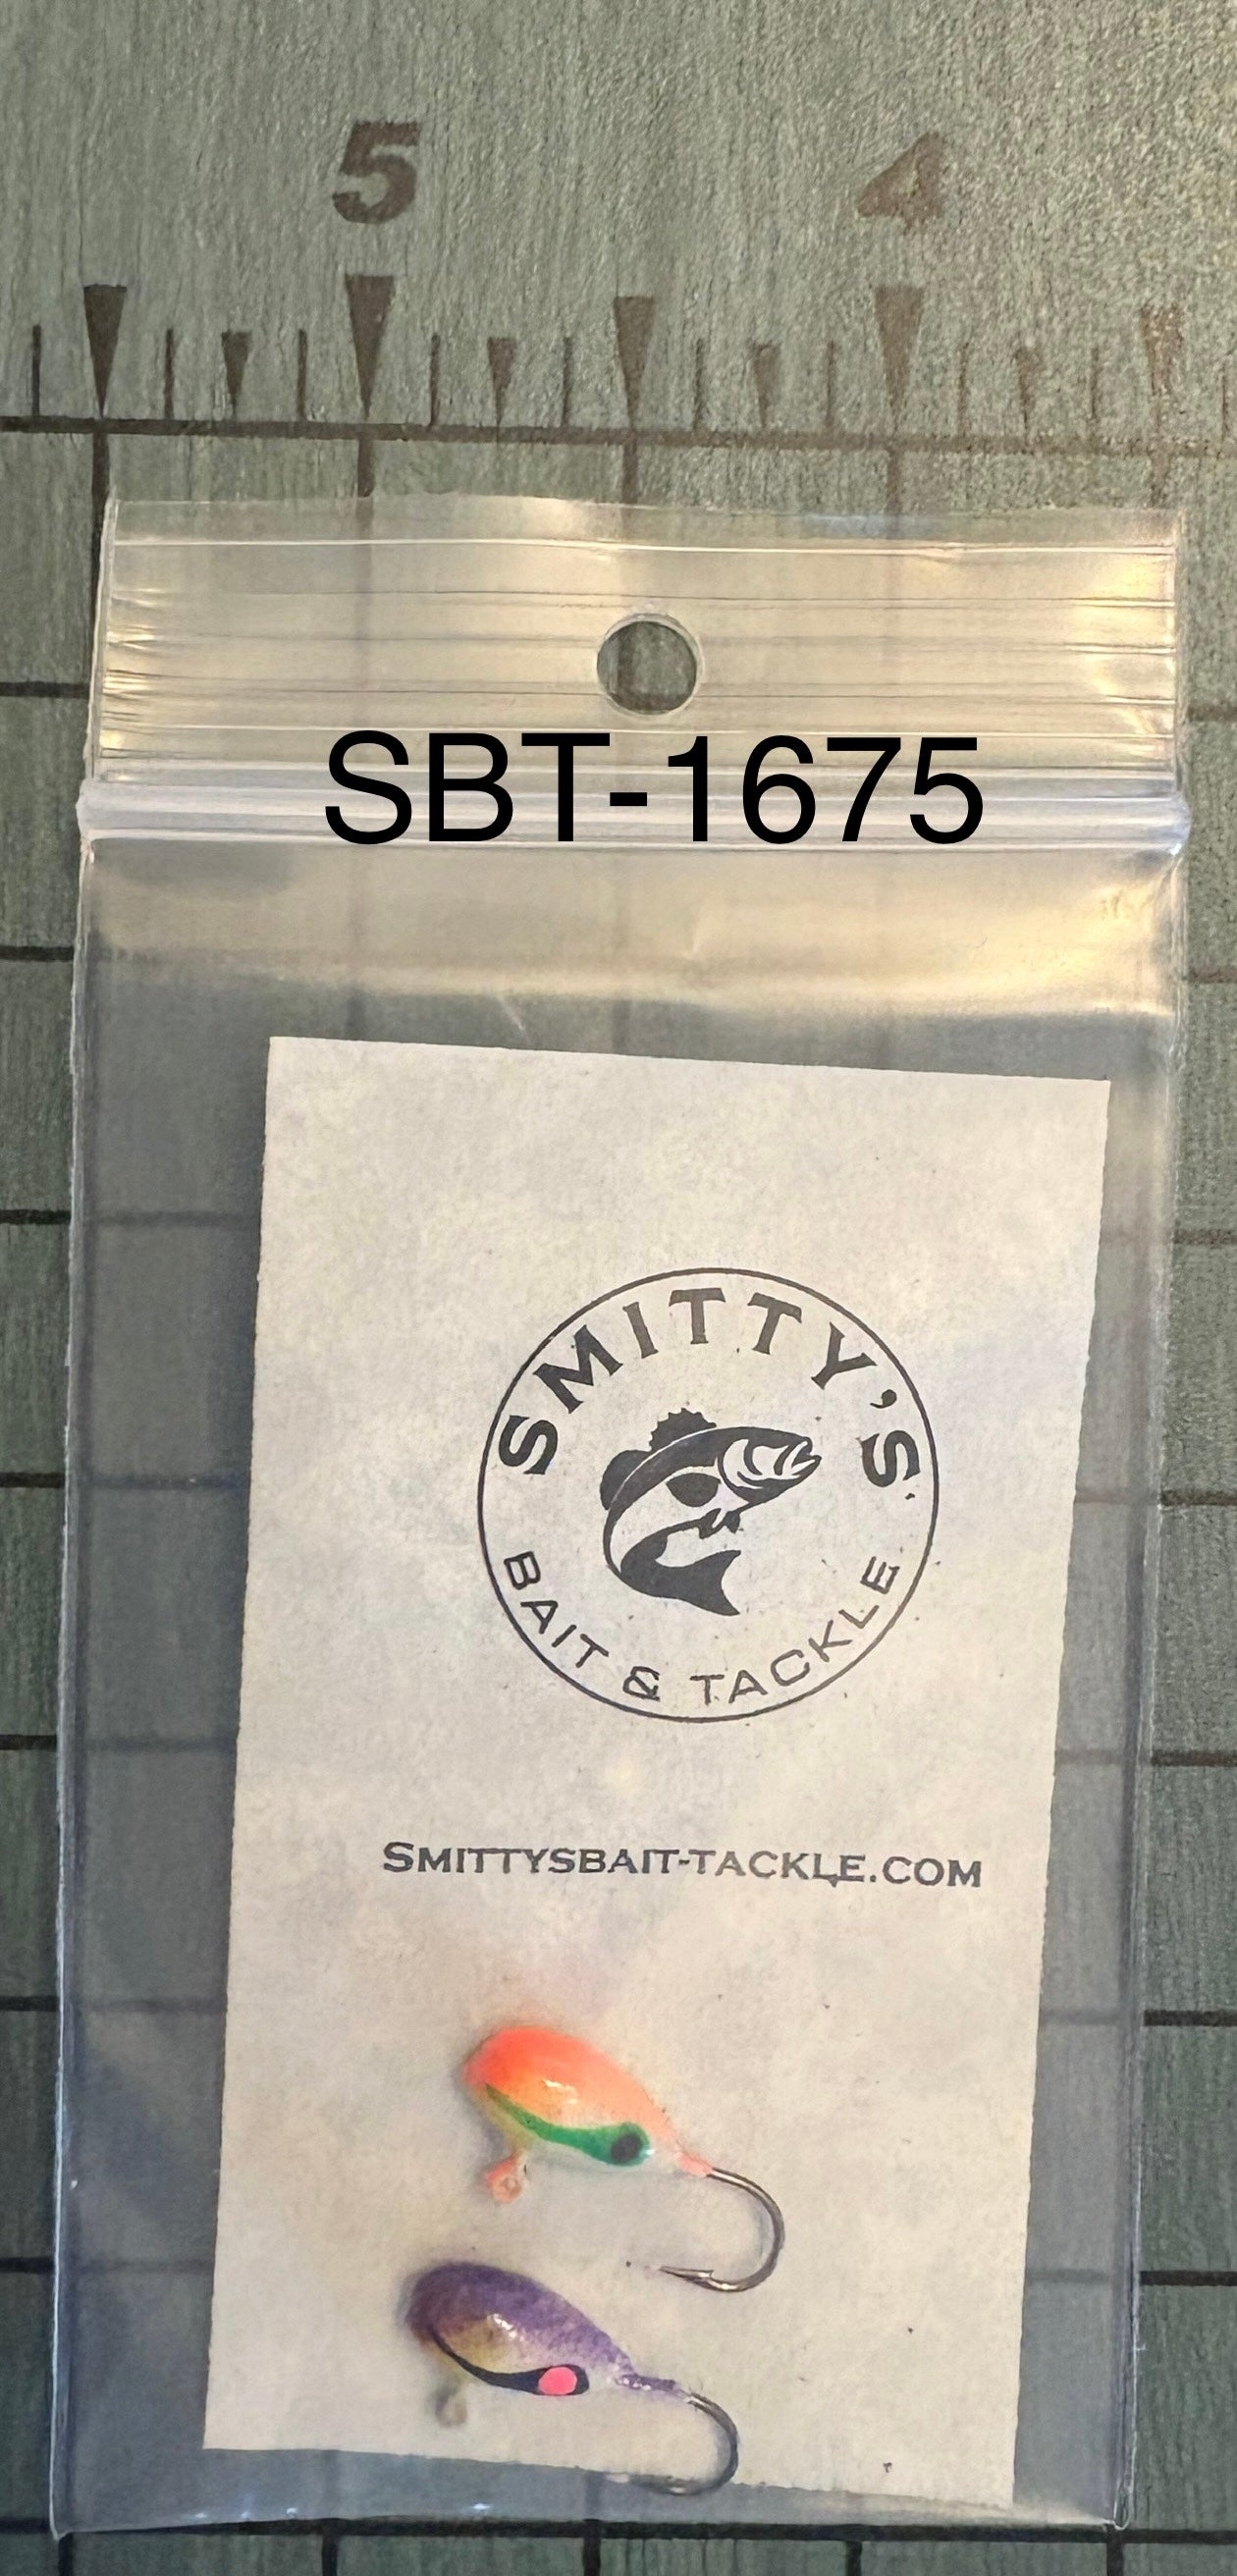 5 4
SBT-1675
SMITTY'S
BAIT & TACKLE
SMITTYSBAIT-TACKLE.COM